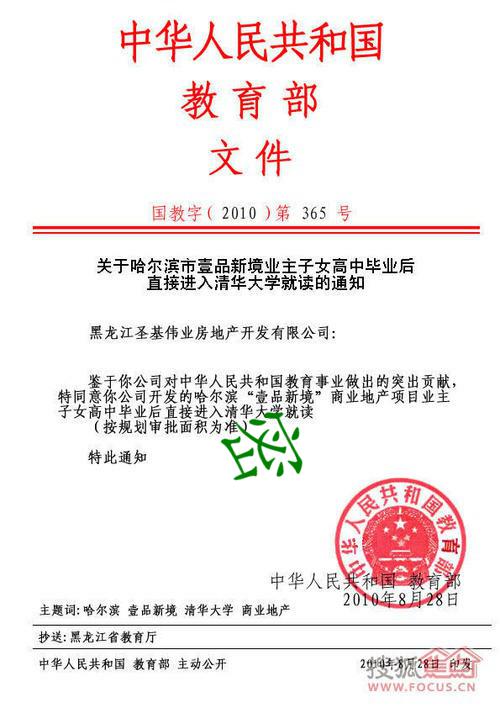 中华人民共和国
教育部
文件
国教字(2010)第 365 号
关于哈尔滨市壹品新境业主子女高中毕业后
直接进入清华大学就读的通知
黑龙江圣基伟业房地产开发有限公司:
鉴于你公司对中华人民共和国教育事业做出的突出贡献,
特同意你公司开发的哈尔滨“壹品新境”商业地产项目业主
子女高中毕业后直接进入清华大学就读
(按规划审批面积为准)
密
特此通知
中华人民共和国教育部
中华人民共和国 教育部
2010年8月28日
主题词:哈尔滨 壹品新境 清华大学 商业地产
抄送:黑龙江省教育厅
中华人民共和国 教育部 主动公开
2010年8月28日 印发
搜狐焦点
WWW.FOCUS.CN